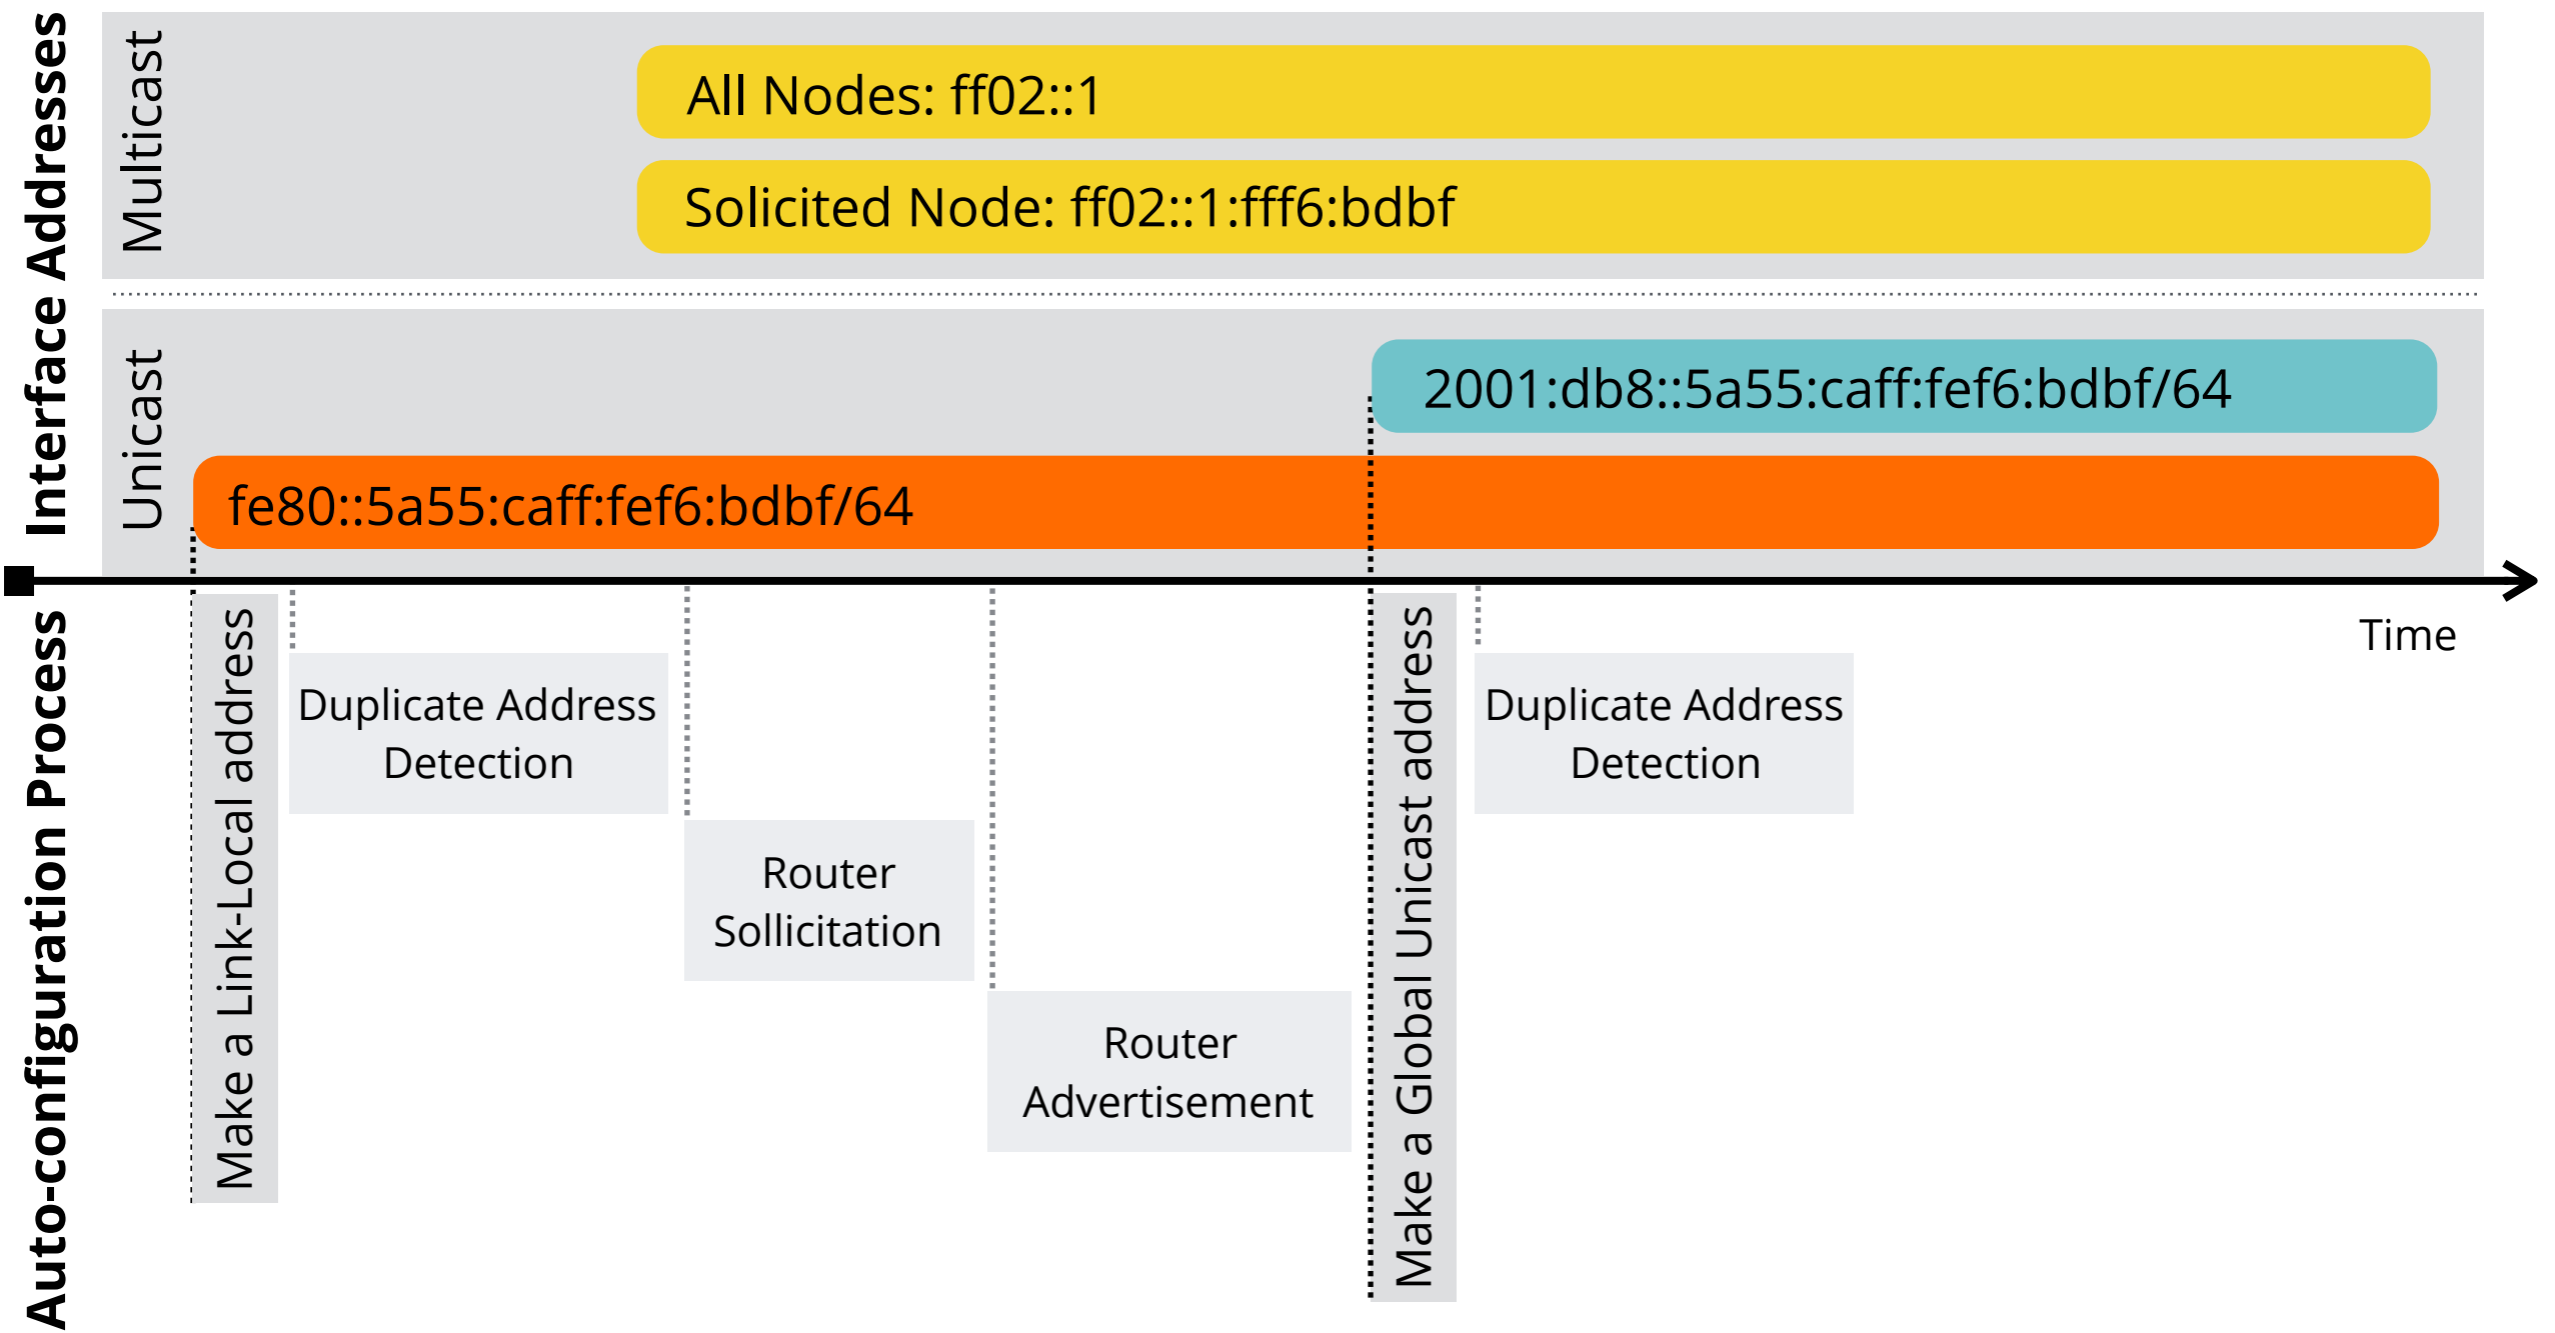 Interface Addresses
Multicast
All Nodes: ff02::1
Solicited Node: ff02::1:fff6:bdbf
Unicast
2001:db8::5a55:caff:fef6:bdbf/64
fe80::5a55:caff:fef6:bdbf/64
Time
Auto-configuration Process
Make a Link-Local address
Duplicate Address
Detection
Router
Sollicitation
Router
Advertisement
Make a Global Unicast address
Duplicate Address
Detection